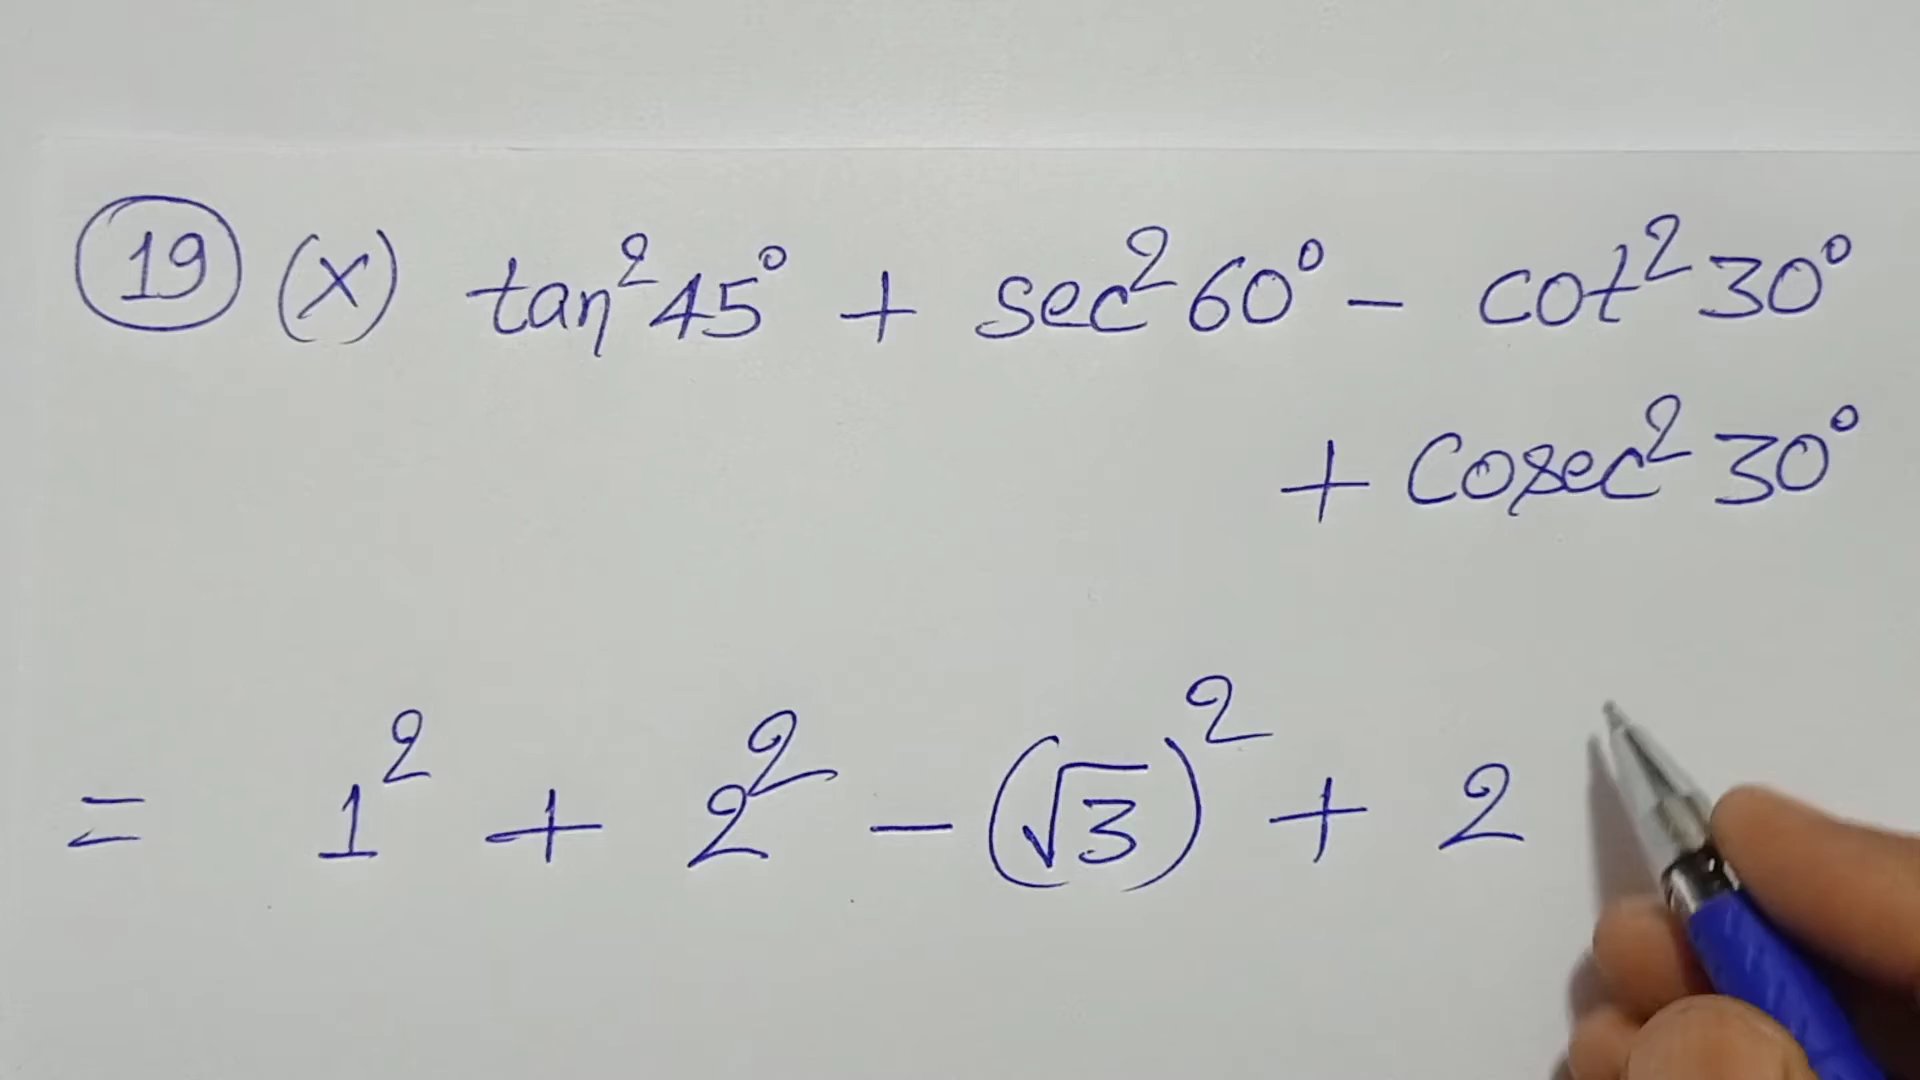 19 (x) tan²45° + sec²60° - cot²30°
+ cosec²30°
= 1² + 2² - (√3)² + 2